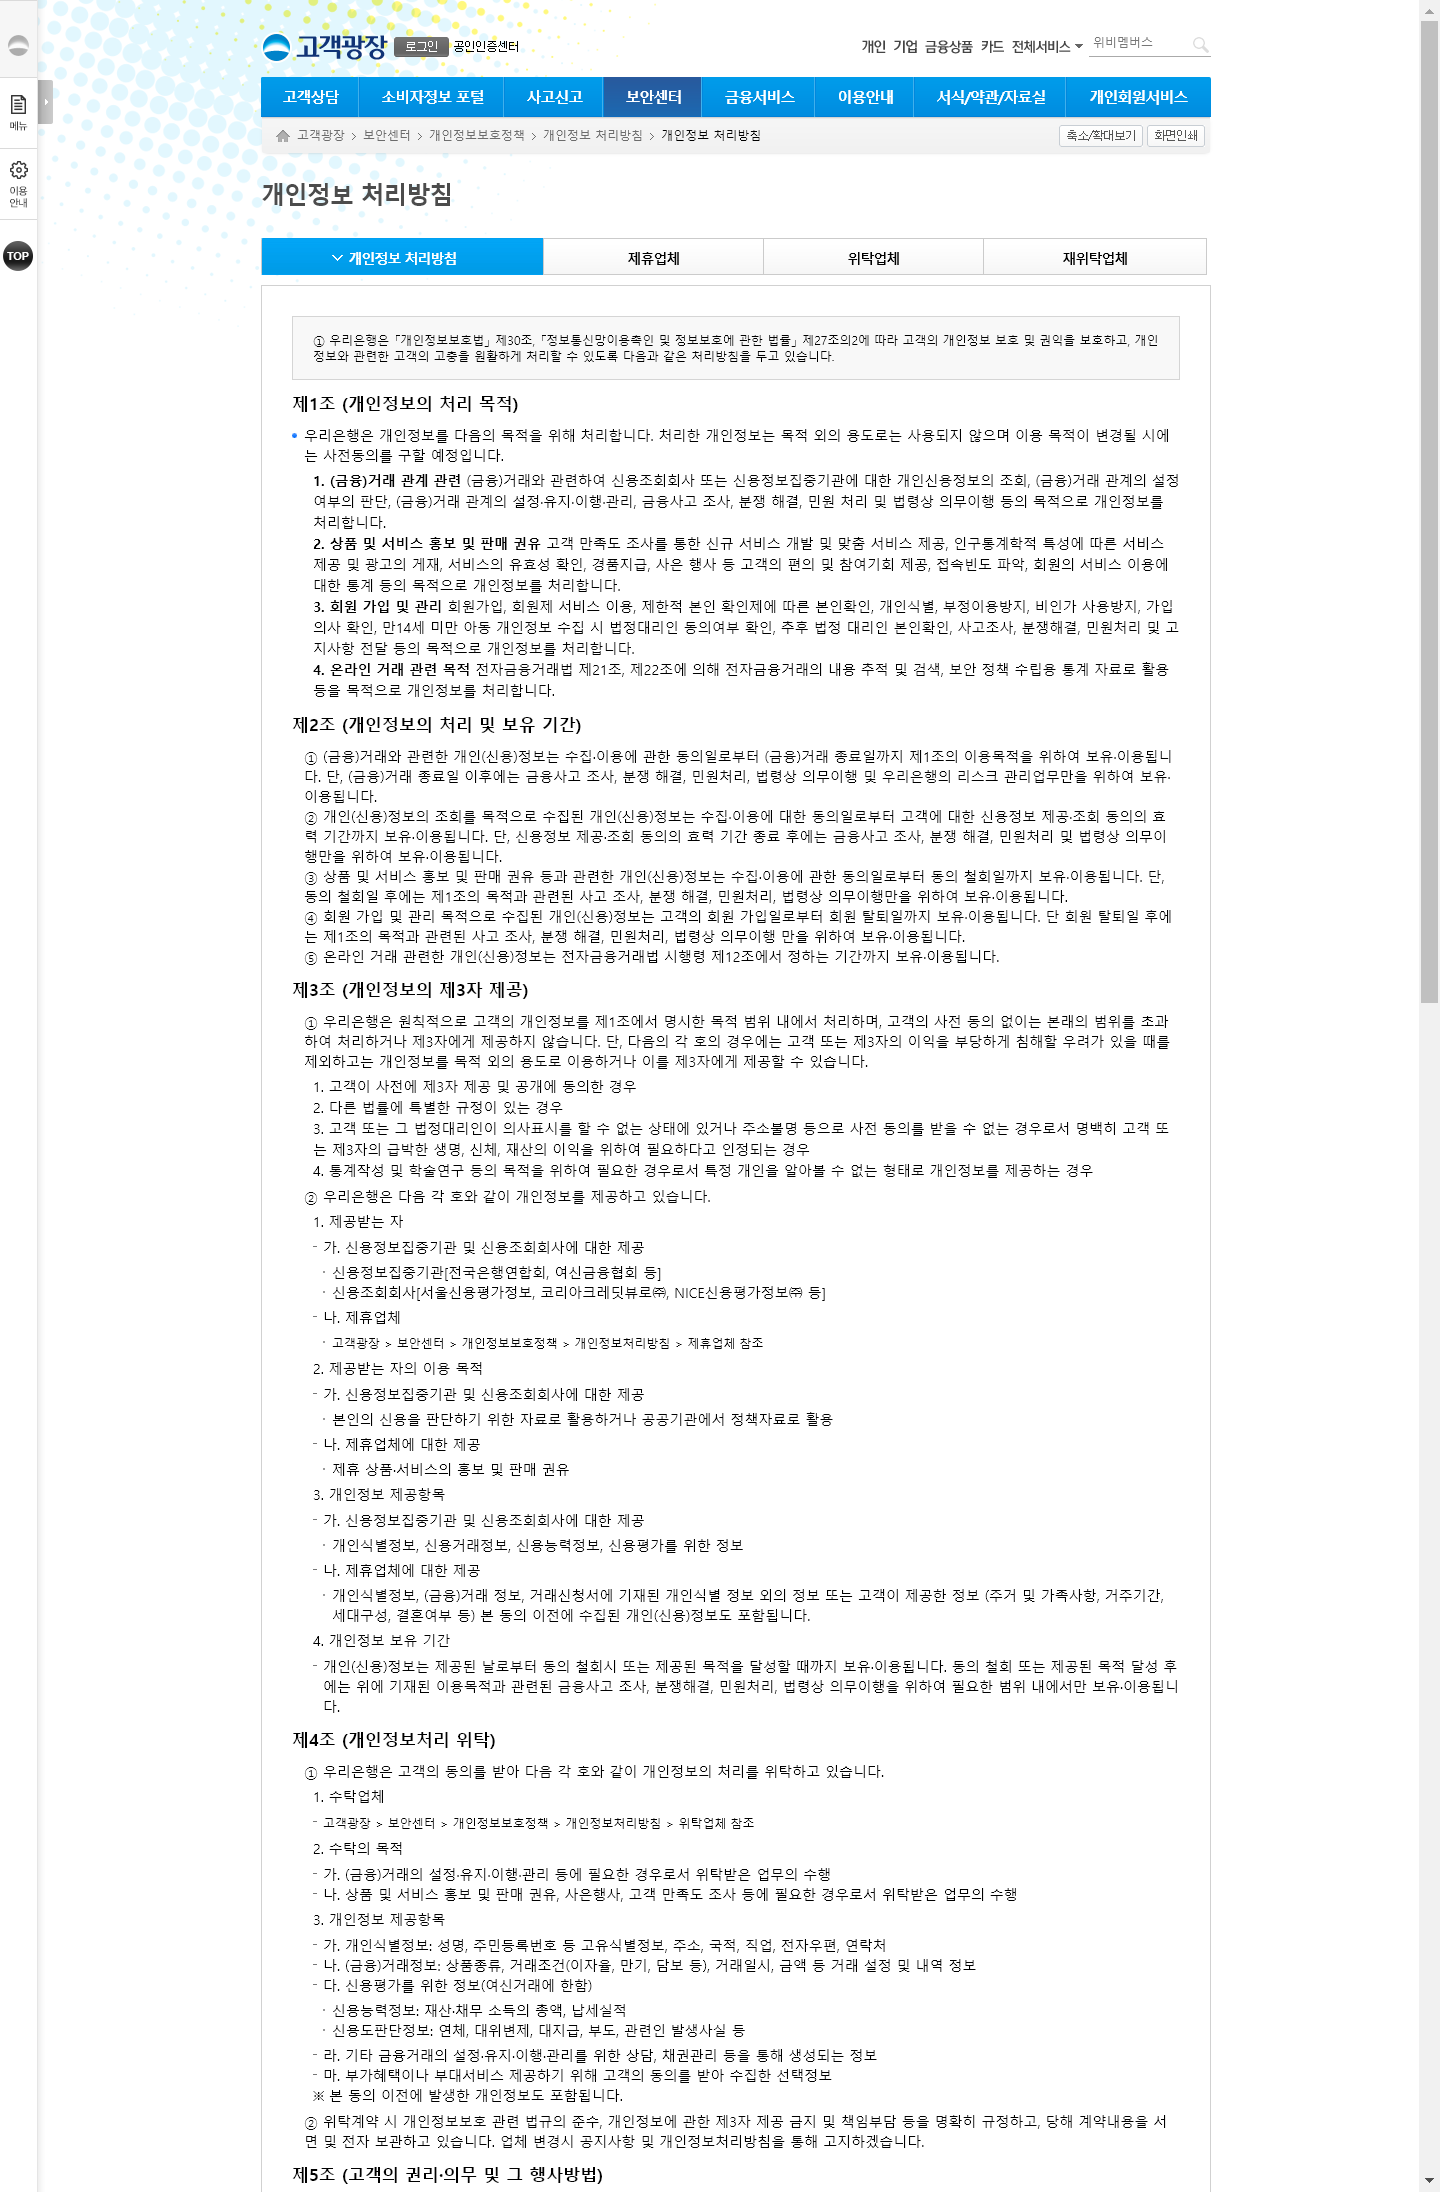 고객광장 로그인 공인인증센터
개인 기업 금융상품 카드 전체서비스 위비멤버스
고객상담 소비자정보 포털 사고신고 보안센터 금융서비스 이용안내 서식/약관/자료실 개인회원서비스
메뉴
이용
안내
TOP
고객광장 > 보안센터 > 개인정보보호정책 > 개인정보 처리방침 > 개인정보 처리방침 축소/확대보기 화면인쇄
개인정보 처리방침
개인정보 처리방침 제휴업체 위탁업체 재위탁업체
① 우리은행은 「개인정보보호법」 제30조, 「정보통신망이용촉인 및 정보보호에 관한 법률」 제27조의2에 따라 고객의 개인정보 보호 및 권익을 보호하고, 개인
정보와 관련한 고객의 고충을 원활하게 처리할 수 있도록 다음과 같은 처리방침을 두고 있습니다.
제1조 (개인정보의 처리 목적)
우리은행은 개인정보를 다음의 목적을 위해 처리합니다. 처리한 개인정보는 목적 외의 용도로는 사용되지 않으며 이용 목적이 변경될 시에
는 사전동의를 구할 예정입니다.
1. (금융)거래 관계 관련 (금융)거래와 관련하여 신용조회회사 또는 신용정보집중기관에 대한 개인신용정보의 조회, (금융)거래 관계의 설정
여부의 판단, (금융)거래 관계의 설정·유지·이행·관리, 금융사고 조사, 분쟁 해결, 민원 처리 및 법령상 의무이행 등의 목적으로 개인정보를
처리합니다.
2. 상품 및 서비스 홍보 및 판매 권유 고객 만족도 조사를 통한 신규 서비스 개발 및 맞춤 서비스 제공, 인구통계학적 특성에 따른 서비스
제공 및 광고의 게재, 서비스의 유효성 확인, 경품지급, 사은 행사 등 고객의 편의 및 참여기회 제공, 접속빈도 파악, 회원의 서비스 이용에
대한 통계 등의 목적으로 개인정보를 처리합니다.
3. 회원 가입 및 관리 회원가입, 회원제 서비스 이용, 제한적 본인 확인제에 따른 본인확인, 개인식별, 부정이용방지, 비인가 사용방지, 가입
의사 확인, 만14세 미만 아동 개인정보 수집 시 법정대리인 동의여부 확인, 추후 법정 대리인 본인확인, 사고조사, 분쟁해결, 민원처리 및 고
지사항 전달 등의 목적으로 개인정보를 처리합니다.
4. 온라인 거래 관련 목적 전자금융거래법 제21조, 제22조에 의해 전자금융거래의 내용 추적 및 검색, 보안 정책 수립용 통계 자료로 활용
등을 목적으로 개인정보를 처리합니다.
제2조 (개인정보의 처리 및 보유 기간)
① (금융)거래와 관련한 개인(신용)정보는 수집·이용에 관한 동의일로부터 (금융)거래 종료일까지 제1조의 이용목적을 위하여 보유·이용됩니
다. 단, (금융)거래 종료일 이후에는 금융사고 조사, 분쟁 해결, 민원처리, 법령상 의무이행 및 우리은행의 리스크 관리업무만을 위하여 보유·
이용됩니다.
② 개인(신용)정보의 조회를 목적으로 수집된 개인(신용)정보는 수집·이용에 대한 동의일로부터 고객에 대한 신용정보 제공·조회 동의의 효
력 기간까지 보유·이용됩니다. 단, 신용정보 제공·조회 동의의 효력 기간 종료 후에는 금융사고 조사, 분쟁 해결, 민원처리 및 법령상 의무이
행만을 위하여 보유·이용됩니다.
③ 상품 및 서비스 홍보 및 판매 권유 등과 관련한 개인(신용)정보는 수집·이용에 관한 동의일로부터 동의 철회일까지 보유·이용됩니다. 단,
동의 철회일 후에는 제1조의 목적과 관련된 사고 조사, 분쟁 해결, 민원처리, 법령상 의무이행만을 위하여 보유·이용됩니다.
④ 회원 가입 및 관리 목적으로 수집된 개인(신용)정보는 고객의 회원 가입일로부터 회원 탈퇴일까지 보유·이용됩니다. 단 회원 탈퇴일 후에
는 제1조의 목적과 관련된 사고 조사, 분쟁 해결, 민원처리, 법령상 의무이행 만을 위하여 보유·이용됩니다.
⑤ 온라인 거래 관련한 개인(신용)정보는 전자금융거래법 시행령 제12조에서 정하는 기간까지 보유·이용됩니다.
제3조 (개인정보의 제3자 제공)
① 우리은행은 원칙적으로 고객의 개인정보를 제1조에서 명시한 목적 범위 내에서 처리하며, 고객의 사전 동의 없이는 본래의 범위를 초과
하여 처리하거나 제3자에게 제공하지 않습니다. 단, 다음의 각 호의 경우에는 고객 또는 제3자의 이익을 부당하게 침해할 우려가 있을 때를
제외하고는 개인정보를 목적 외의 용도로 이용하거나 이를 제3자에게 제공할 수 있습니다.
1. 고객이 사전에 제3자 제공 및 공개에 동의한 경우
2. 다른 법률에 특별한 규정이 있는 경우
3. 고객 또는 그 법정대리인이 의사표시를 할 수 없는 상태에 있거나 주소불명 등으로 사전 동의를 받을 수 없는 경우로서 명백히 고객 또
는 제3자의 급박한 생명, 신체, 재산의 이익을 위하여 필요하다고 인정되는 경우
4. 통계작성 및 학술연구 등의 목적을 위하여 필요한 경우로서 특정 개인을 알아볼 수 없는 형태로 개인정보를 제공하는 경우
② 우리은행은 다음 각 호와 같이 개인정보를 제공하고 있습니다.
1. 제공받는 자
- 가. 신용정보집중기관 및 신용조회회사에 대한 제공
· 신용정보집중기관[전국은행연합회, 여신금융협회 등]
· 신용조회회사[서울신용평가정보, 코리아크레딧뷰로㈜, NICE신용평가정보㈜ 등]
- 나. 제휴업체
· 고객광장 > 보안센터 > 개인정보보호정책 > 개인정보처리방침 > 제휴업체 참조
2. 제공받는 자의 이용 목적
- 가. 신용정보집중기관 및 신용조회회사에 대한 제공
· 본인의 신용을 판단하기 위한 자료로 활용하거나 공공기관에서 정책자료로 활용
- 나. 제휴업체에 대한 제공
· 제휴 상품·서비스의 홍보 및 판매 권유
3. 개인정보 제공항목
- 가. 신용정보집중기관 및 신용조회회사에 대한 제공
· 개인식별정보, 신용거래정보, 신용능력정보, 신용평가를 위한 정보
- 나. 제휴업체에 대한 제공
· 개인식별정보, (금융)거래 정보, 거래신청서에 기재된 개인식별 정보 외의 정보 또는 고객이 제공한 정보 (주거 및 가족사항, 거주기간,
세대구성, 결혼여부 등) 본 동의 이전에 수집된 개인(신용)정보도 포함됩니다.
4. 개인정보 보유 기간
- 개인(신용)정보는 제공된 날로부터 동의 철회시 또는 제공된 목적을 달성할 때까지 보유·이용됩니다. 동의 철회 또는 제공된 목적 달성 후
에는 위에 기재된 이용목적과 관련된 금융사고 조사, 분쟁해결, 민원처리, 법령상 의무이행을 위하여 필요한 범위 내에서만 보유·이용됩니
다.
제4조 (개인정보처리 위탁)
① 우리은행은 고객의 동의를 받아 다음 각 호와 같이 개인정보의 처리를 위탁하고 있습니다.
1. 수탁업체
- 고객광장 > 보안센터 > 개인정보보호정책 > 개인정보처리방침 > 위탁업체 참조
2. 수탁의 목적
- 가. (금융)거래의 설정·유지·이행·관리 등에 필요한 경우로서 위탁받은 업무의 수행
- 나. 상품 및 서비스 홍보 및 판매 권유, 사은행사, 고객 만족도 조사 등에 필요한 경우로서 위탁받은 업무의 수행
3. 개인정보 제공항목
- 가. 개인식별정보: 성명, 주민등록번호 등 고유식별정보, 주소, 국적, 직업, 전자우편, 연락처
- 나. (금융)거래정보: 상품종류, 거래조건(이자율, 만기, 담보 등), 거래일시, 금액 등 거래 설정 및 내역 정보
- 다. 신용평가를 위한 정보(여신거래에 한함)
· 신용능력정보: 재산·채무 소득의 총액, 납세실적
· 신용도판단정보: 연체, 대위변제, 대지급, 부도, 관련인 발생사실 등
- 라. 기타 금융거래의 설정·유지·이행·관리를 위한 상담, 채권관리 등을 통해 생성되는 정보
- 마. 부가혜택이나 부대서비스 제공하기 위해 고객의 동의를 받아 수집한 선택정보
※ 본 동의 이전에 발생한 개인정보도 포함됩니다.
② 위탁계약 시 개인정보보호 관련 법규의 준수, 개인정보에 관한 제3자 제공 금지 및 책임부담 등을 명확히 규정하고, 당해 계약내용을 서
면 및 전자 보관하고 있습니다. 업체 변경시 공지사항 및 개인정보처리방침을 통해 고지하겠습니다.
제5조 (고객의 권리·의무 및 그 행사방법)